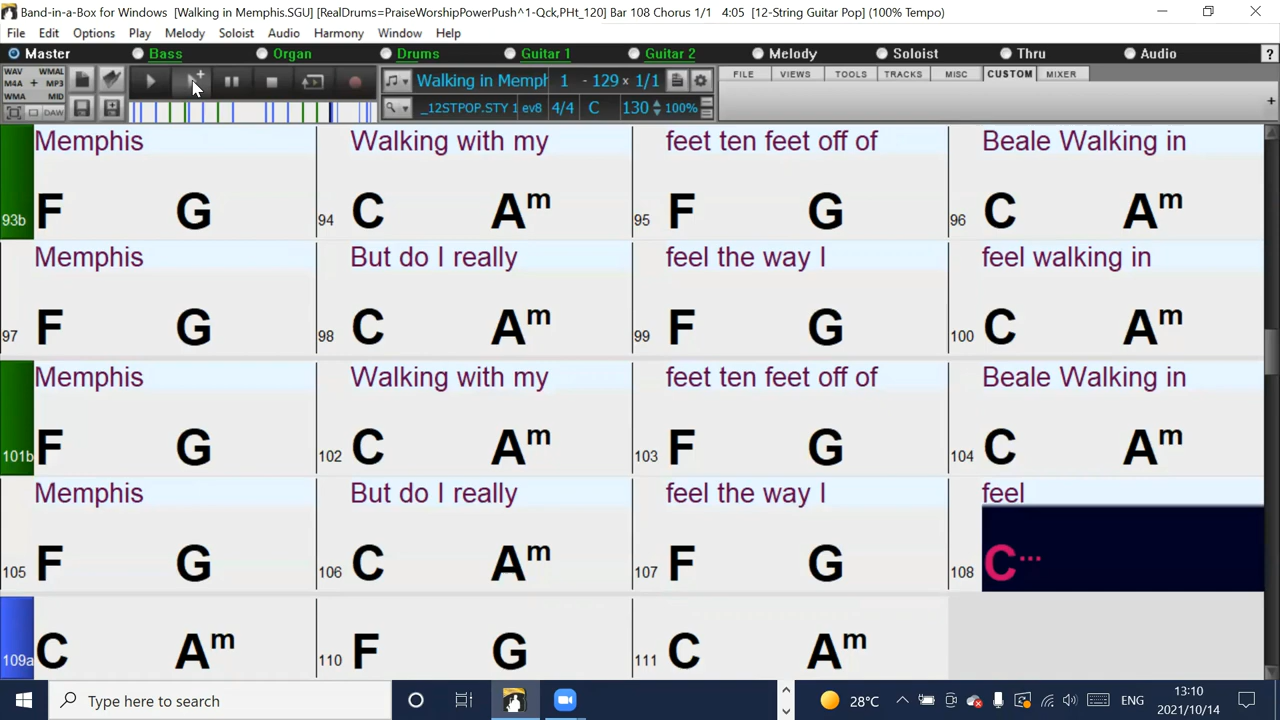 Band-in-a-Box for Windows [Walking in Memphis.SGU] [RealDrums=PraiseWorshipPowerPush^1-Qck,PHt_120] Bar 108 Chorus 1/1 4:05 [12-String Guitar Pop] (100% Tempo)
File Edit Options Play Melody Soloist Audio Harmony Window Help
Master Bass Organ Drums Guitar 1 Guitar 2 Melody Soloist Thru Audio ?
WAV WMAL
M4A + MP3
WMA MID
DAW
Walking in Memph 1 - 129 x 1/1
_12STPOP.STY 1 ev8 4/4 C 130 100%
FILE VIEWS TOOLS TRACKS MISC CUSTOM MIXER
+
Memphis Walking with my feet ten feet off of Beale Walking in
93b F G 94 C Am 95 F G 96 C Am
Memphis But do I really feel the way I feel walking in
97 F G 98 C Am 99 F G 100 C Am
Memphis Walking with my feet ten feet off of Beale Walking in
101b F G 102 C Am 103 F G 104 C Am
Memphis But do I really feel the way I feel
105 F G 106 C Am 107 F G 108 C...
109a C Am 110 F G 111 C Am
Type here to search 28°C ENG 13:10
2021/10/14